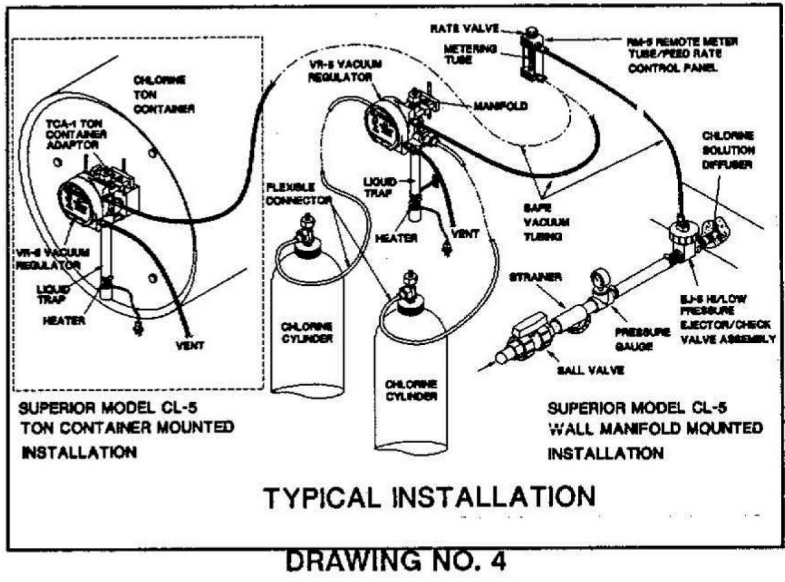 RATE VALVE
METERING
TUBE
RM-5 REMOTE METER
TUBE/FEED RATE
CONTROL PANEL
VR-5 VACUUM
REGULATOR
MANIFOLD
CHLORINE
TON
CONTAINER
TCA-1 TON
CONTAINER
ADAPTOR
CHLORINE
SOLUTION
DIFFUSER
LIQUID
TRAP
FLEXIBLE
CONNECTOR
HEATER
VENT
SAFE
VACUUM
TUBING
VR-5 VACUUM
REGULATOR
LIQUID
TRAP
HEATER
VENT
STRAINER
EJ-5 HI/LOW
PRESSURE
EJECTOR/CHECK
VALVE ASSEMBLY
PRESSURE
GAUGE
BALL VALVE
CHLORINE
CYLINDER
CHLORINE
CYLINDER
SUPERIOR MODEL CL-5
TON CONTAINER MOUNTED
INSTALLATION
SUPERIOR MODEL CL-5
WALL MANIFOLD MOUNTED
INSTALLATION
TYPICAL INSTALLATION
DRAWING NO. 4